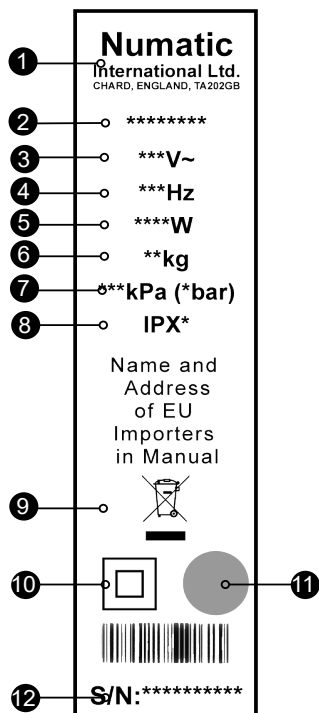 Numatic
International Ltd.
CHARD, ENGLAND, TA202GB
1
2 ********
3 ***V~
4 ***Hz
5 ****W
6 **kg
7 ***kPa (*bar)
8 IPX*
Name and
Address
of EU
Importers
in Manual
9
10
11
12 S/N:**********